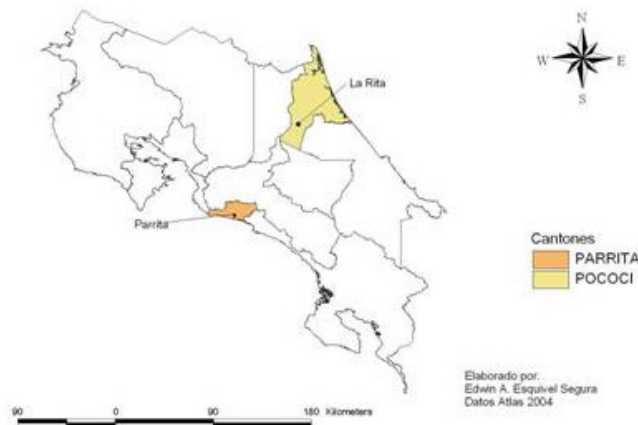 N
W E
S
La Rita
Parrita
Cantones
PARRITA
POCOCI
Elaborado por:
Edwin A. Esquivel Segura
Datos Atlas 2004
90 0 90 180 Kilometers